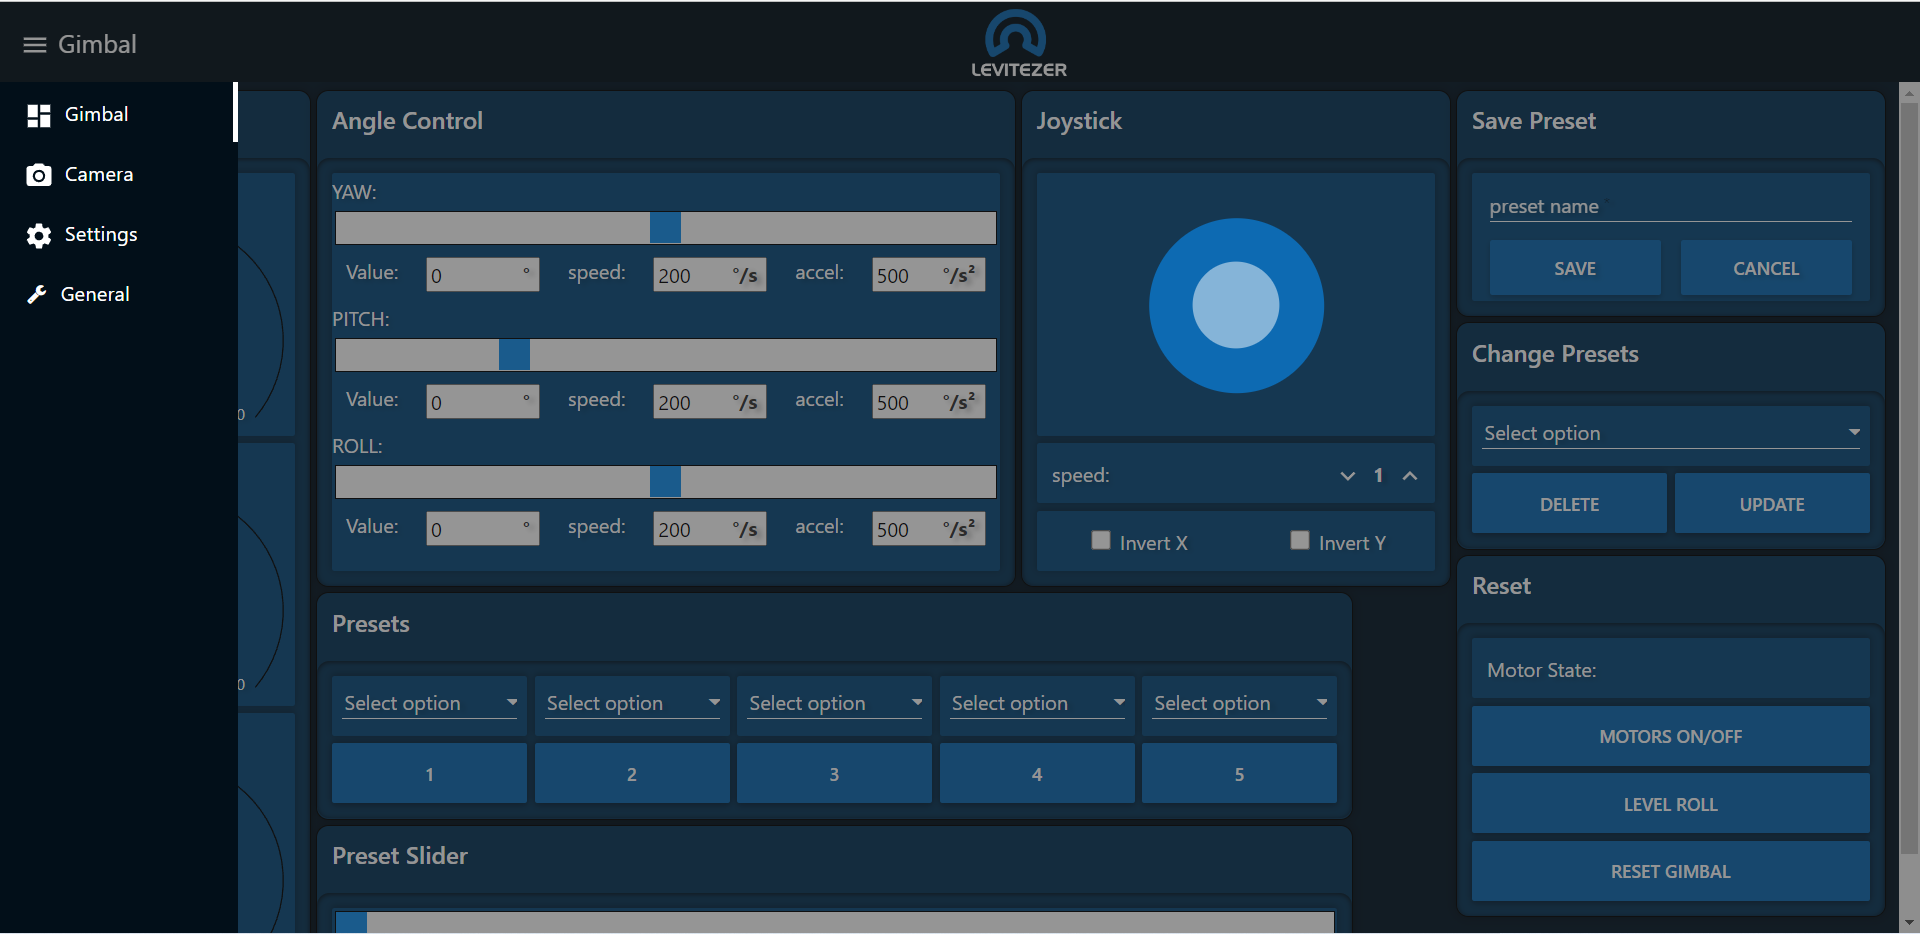 Gimbal
LEVITEZER
Gimbal
Camera
Settings
General
0
0
Angle Control
YAW:
Value: 0 ° speed: 200 °/s accel: 500 °/s²
PITCH:
Value: 0 ° speed: 200 °/s accel: 500 °/s²
ROLL:
Value: 0 ° speed: 200 °/s accel: 500 °/s²
Joystick
speed: 1
Invert X Invert Y
Presets
Select option Select option Select option Select option Select option
1 2 3 4 5
Preset Slider
Save Preset
preset name
SAVE CANCEL
Change Presets
Select option
DELETE UPDATE
Reset
Motor State:
MOTORS ON/OFF
LEVEL ROLL
RESET GIMBAL